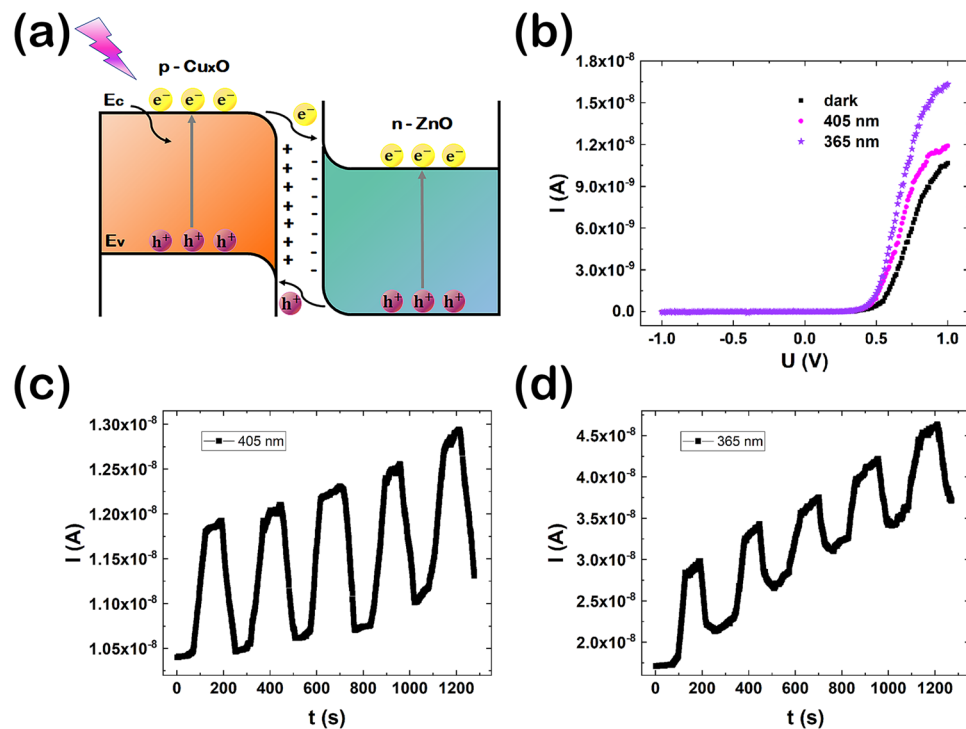 (a)
p - CuxO
Ec
e⁻ e⁻ e⁻
e⁻
n - ZnO
e⁻ e⁻ e⁻
+
+
+
+
+
+
+
+
-
-
-
-
-
-
-
Ev
h⁺ h⁺ h⁺
h⁺
h⁺ h⁺ h⁺
(b)
I (A)
1.8x10⁻⁸
1.5x10⁻⁸
1.2x10⁻⁸
9.0x10⁻⁹
6.0x10⁻⁹
3.0x10⁻⁹
0.0
dark
405 nm
365 nm
-1.0 -0.5 0.0 0.5 1.0
U (V)
(c)
I (A)
1.30x10⁻⁸
1.25x10⁻⁸
1.20x10⁻⁸
1.15x10⁻⁸
1.10x10⁻⁸
1.05x10⁻⁸
405 nm
0 200 400 600 800 1000 1200
t (s)
(d)
I (A)
4.5x10⁻⁸
4.0x10⁻⁸
3.5x10⁻⁸
3.0x10⁻⁸
2.5x10⁻⁸
2.0x10⁻⁸
365 nm
0 200 400 600 800 1000 1200
t (s)